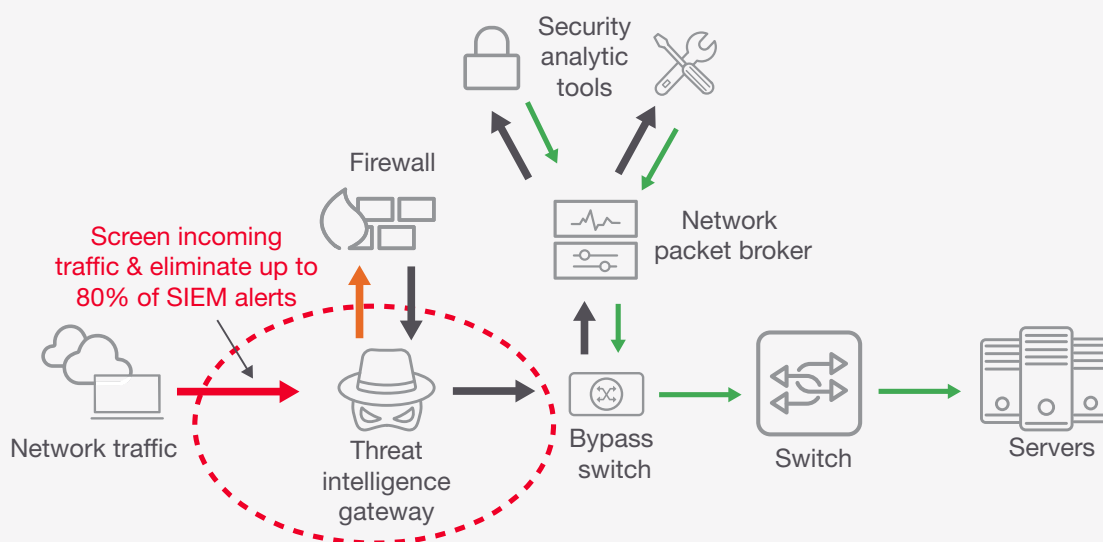 Security
analytic
tools
Firewall
Network
packet broker
Screen incoming
traffic & eliminate up to
80% of SIEM alerts
Network traffic
Threat
intelligence
gateway
Bypass
switch
Switch
Servers